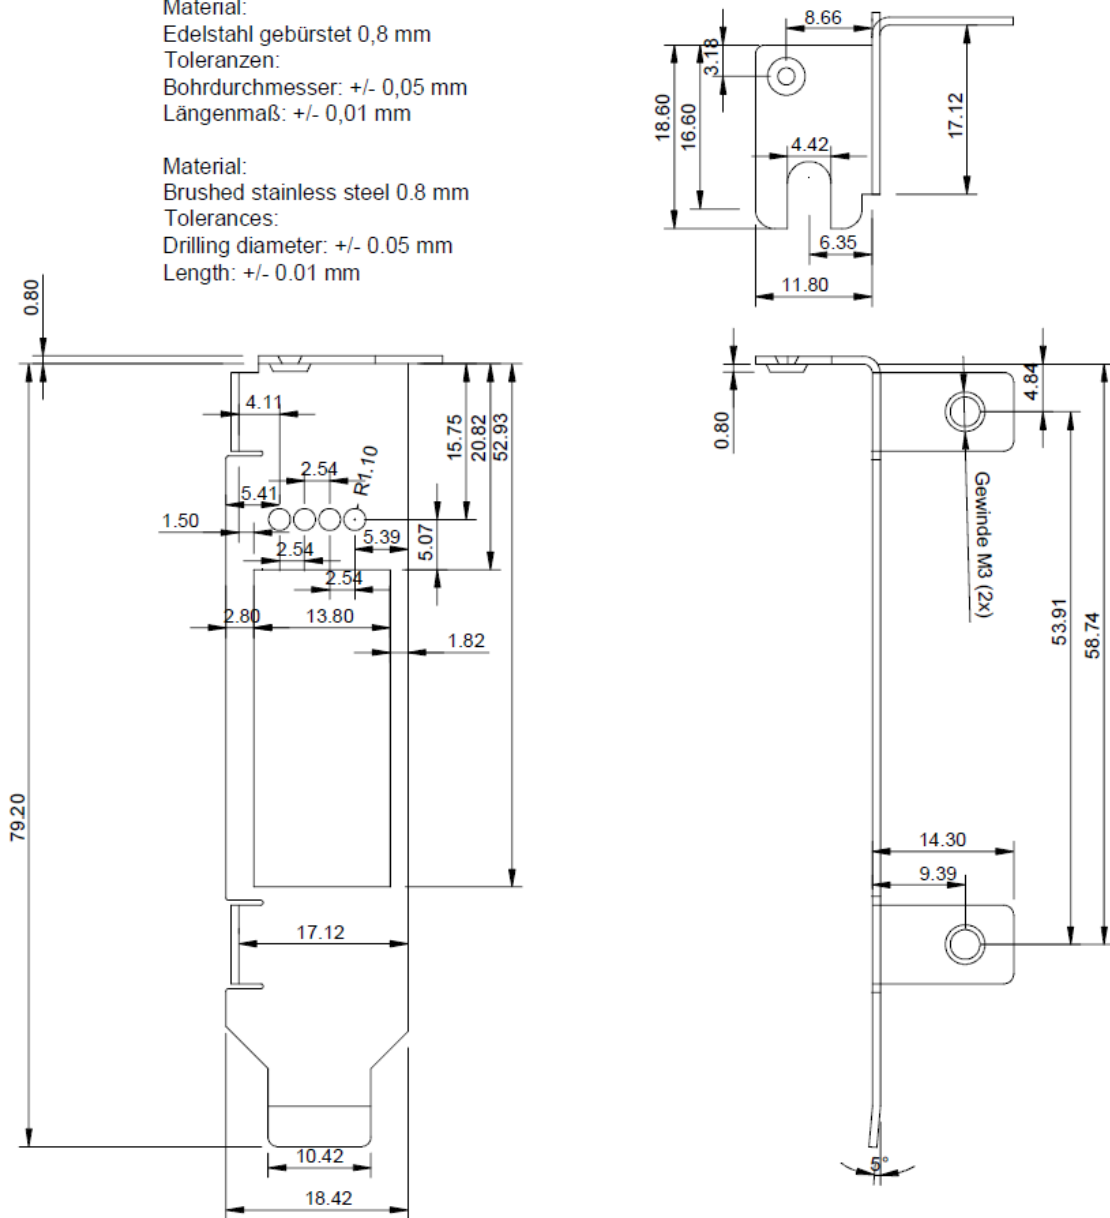 Material:
Edelstahl gebürstet 0,8 mm
Toleranzen:
Bohrdurchmesser: +/- 0,05 mm
Längenmaß: +/- 0,01 mm
Material:
Brushed stainless steel 0.8 mm
Tolerances:
Drilling diameter: +/- 0.05 mm
Length: +/- 0.01 mm
8.66
3.18
18.60
16.60
4.42
17.12
6.35
11.80
0.80
4.11
15.75
20.82
52.93
2.54
R1.10
5.41
1.50
5.39
5.07
2.54
2.54
2.80
13.80
1.82
79.20
17.12
10.42
18.42
0.80
4.84
Gewinde M3 (2x)
53.91
58.74
14.30
9.39
5°